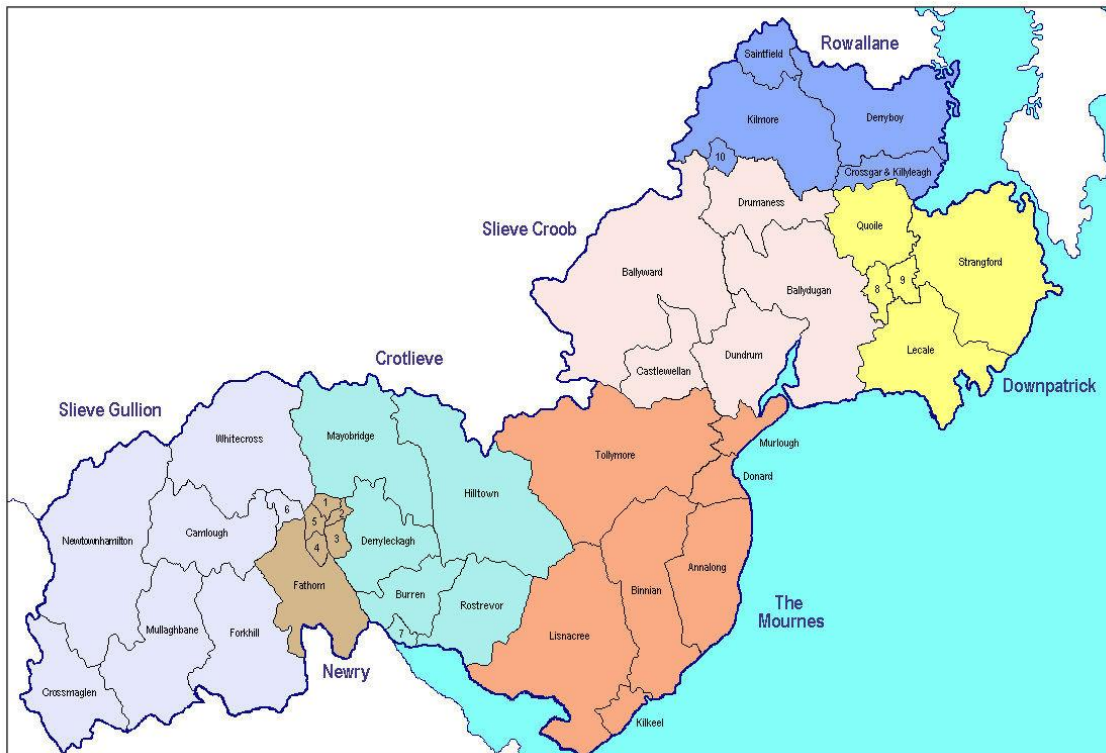 Rowallane
Saintfield
Kilmore
Derryboy
10
Crossgar & Killyleagh
Slieve Croob
Drumaness
Quoile
Strangford
Ballyward
8
9
Ballydugan
Lecale
Dundrum
Castlewellan
Downpatrick
Crotlieve
Slieve Gullion
Whitecross
Mayobridge
Tollymore
Murlough
Donard
Hilltown
6
1
2
5
3
4
Camlough
Derryleckagh
Newtownhamilton
Fathom
Annalong
Binnian
Burren
Rostrevor
The
Mournes
7
Mullaghbane
Forkhill
Lisnacree
Newry
Crossmaglen
Kilkeel